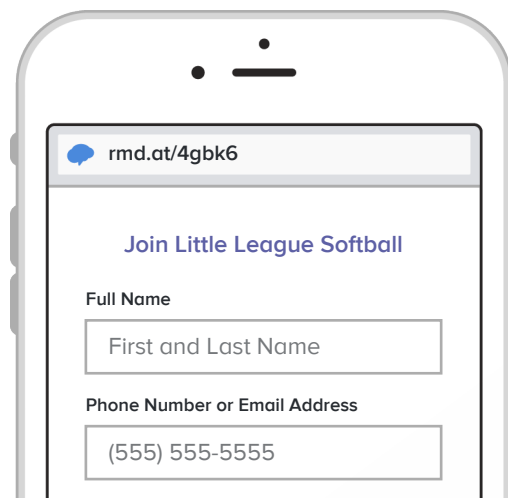 rmd.at/4gbk6
Join Little League Softball
Full Name
First and Last Name
Phone Number or Email Address
(555) 555-5555